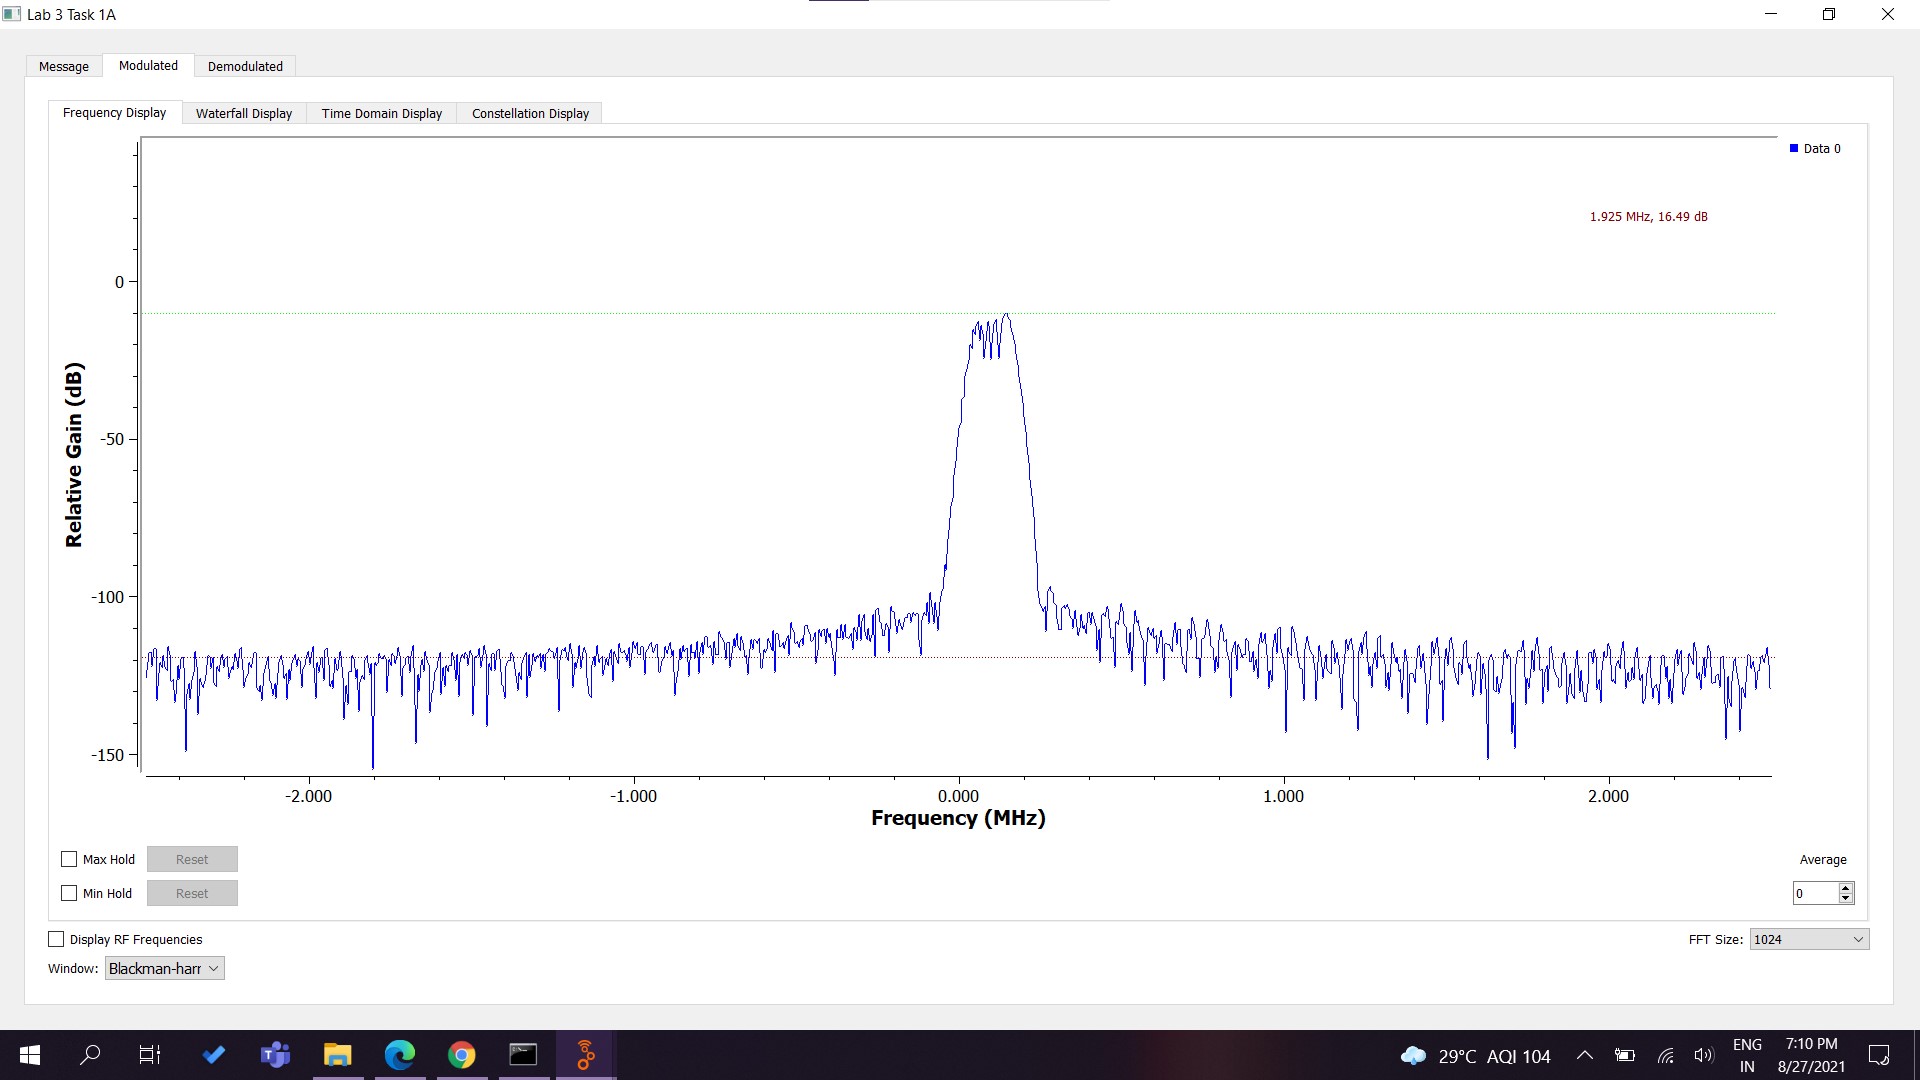 Lab 3 Task 1A
Message Modulated Demodulated
Frequency Display Waterfall Display Time Domain Display Constellation Display
Data 0
1.925 MHz, 16.49 dB
0
-50
-100
-150
Relative Gain (dB)
-2.000 -1.000 0.000 1.000 2.000
Frequency (MHz)
Max Hold Reset Average
Min Hold Reset 0
Display RF Frequencies FFT Size: 1024
Window: Blackman-harr
29°C AQI 104 ENG 7:10 PM
IN 8/27/2021